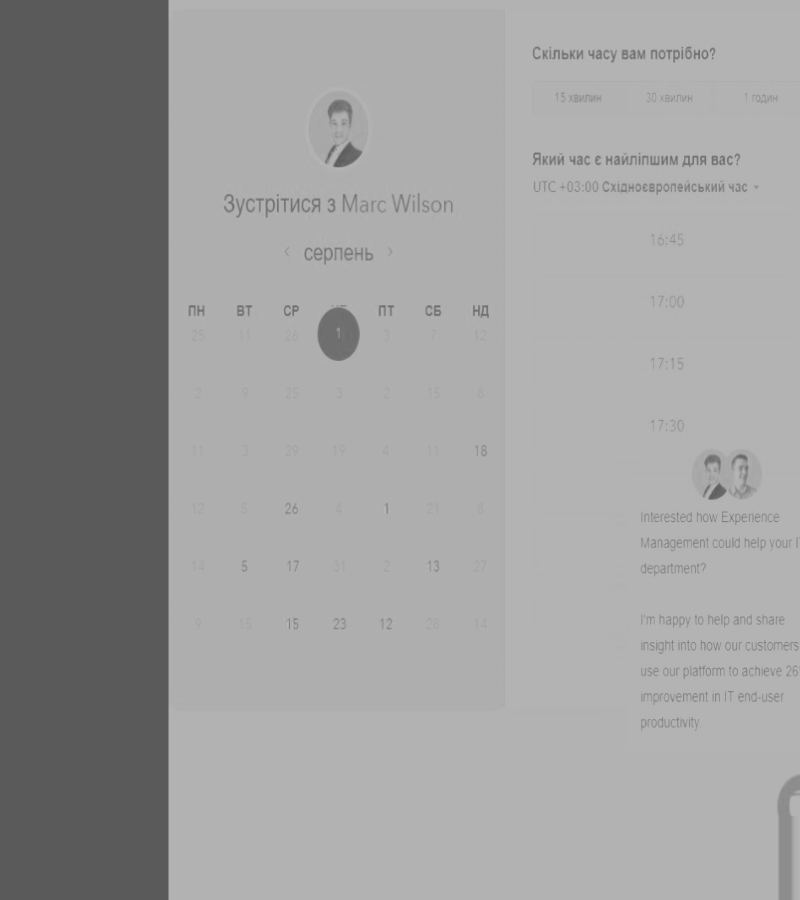 Зустрітися з Marc Wilson
‹ серпень ›
ПН ВТ СР ПТ СБ НД
25 11 26 1 3 7 12
2 9 25 3 2 15 6
11 3 29 19 4 11 18
12 5 26 4 1 21 8
14 5 17 31 2 13 27
9 15 15 23 12 28 14
Скільки часу вам потрібно?
15 хвилин 30 хвилин 1 годин
Який час є найліпшим для вас?
UTC +03:00 Східноєвропейський час
16:45
17:00
17:15
17:30
Interested how Experience
Management could help your
department?
I'm happy to help and share
insight into how our customers
use our platform to achieve
improvement in IT end-user
productivity